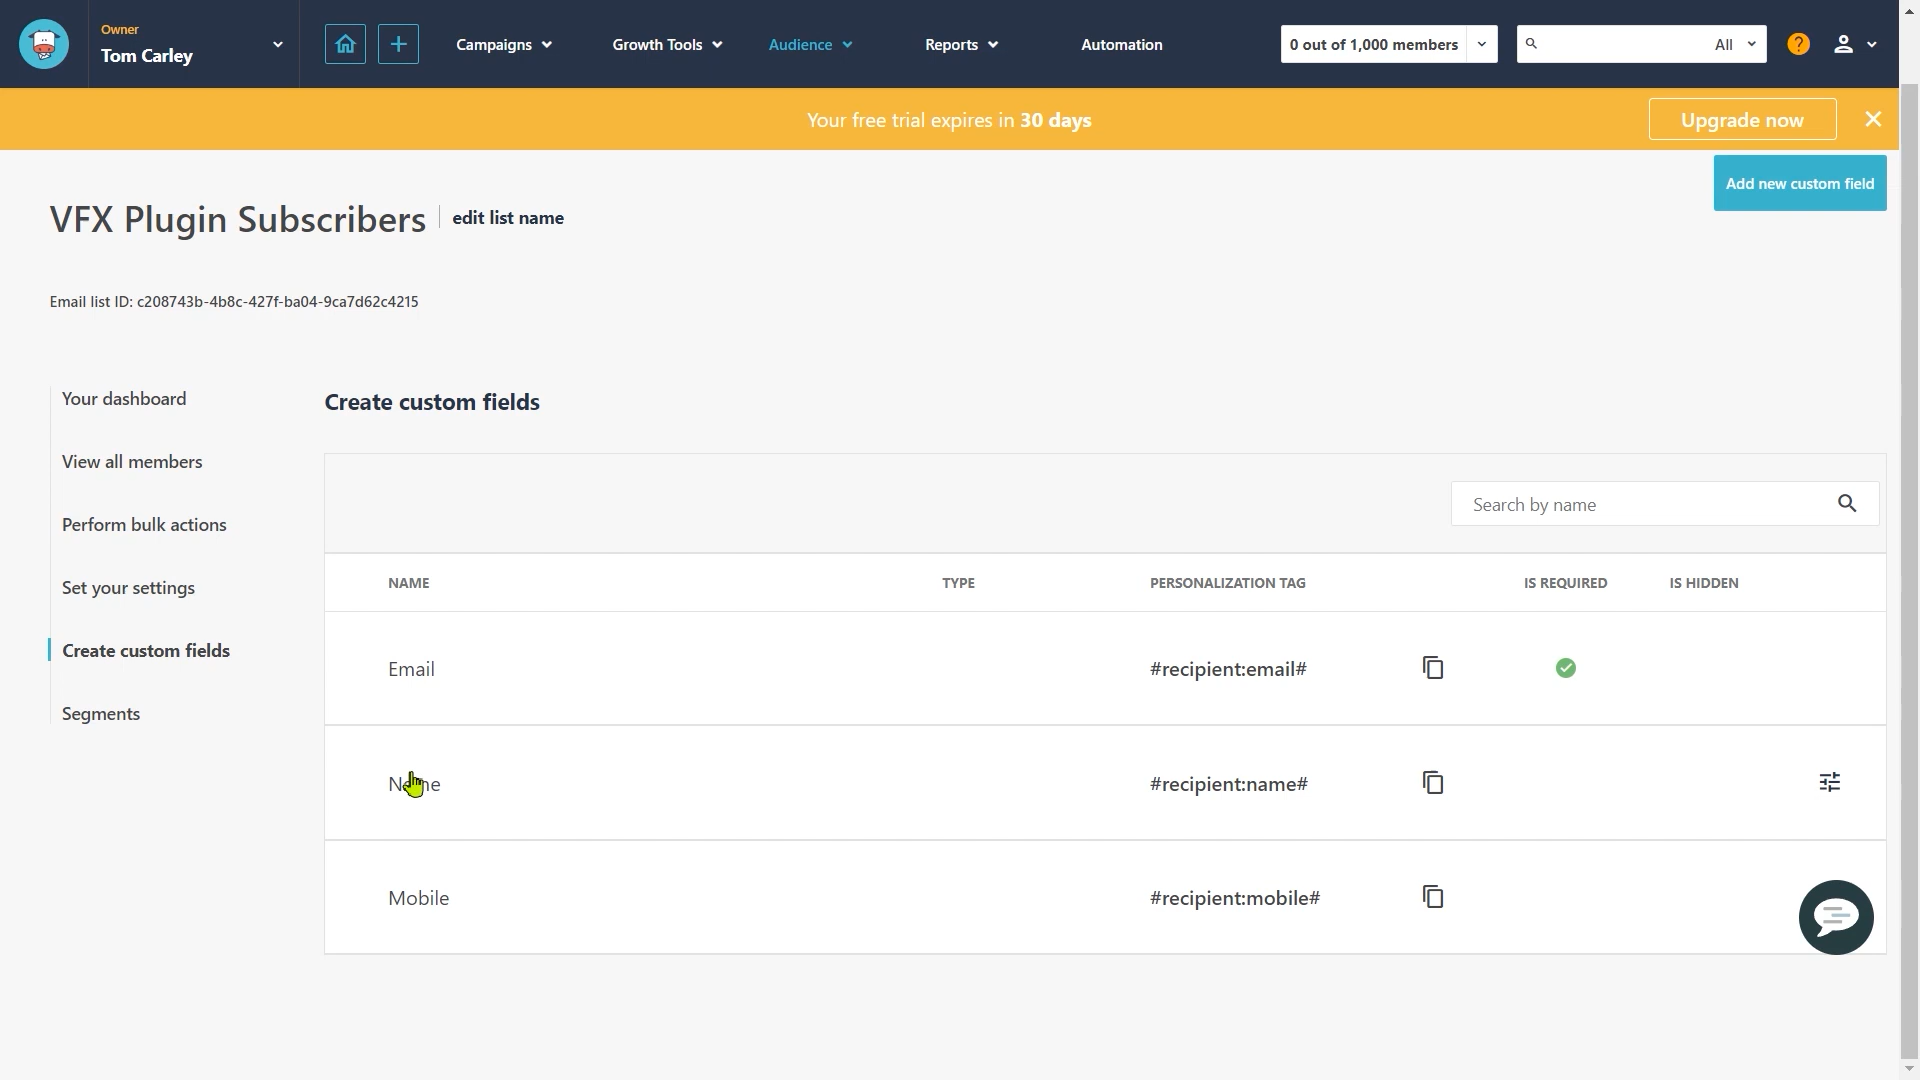 Owner
Tom Carley
Campaigns
Growth Tools
Audience
Reports
Automation
0 out of 1,000 members
All
?
Your free trial expires in 30 days
Upgrade now
Add new custom field
VFX Plugin Subscribers
edit list name
Email list ID: c208743b-4b8c-427f-ba04-9ca7d62c4215
Your dashboard
View all members
Perform bulk actions
Set your settings
Create custom fields
Segments
Create custom fields
Search by name
NAME TYPE PERSONALIZATION TAG IS REQUIRED IS HIDDEN
Email #recipient:email#
Name #recipient:name#
Mobile #recipient:mobile#